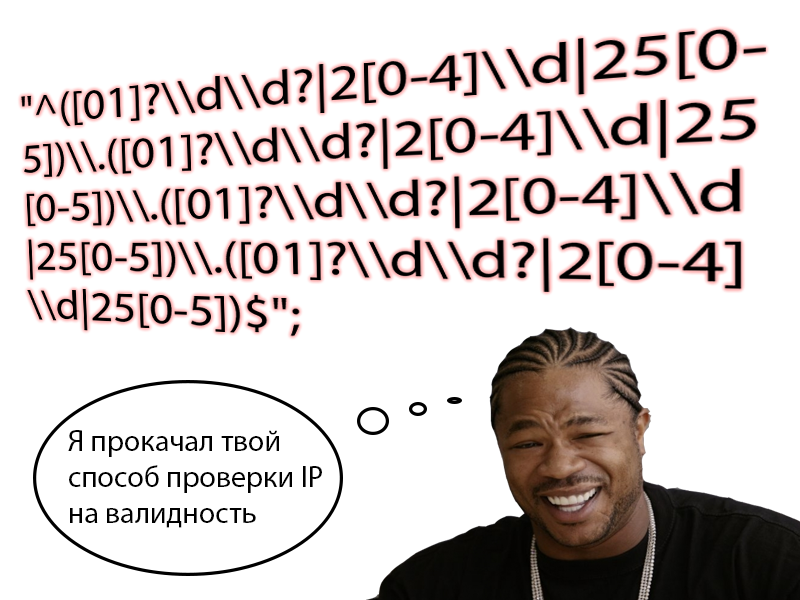 "^([01]?\\d\\d?|2[0-4]\\d|25[0-
5])\\.([01]?\\d\\d?|2[0-4]\\d|25
[0-5])\\.([01]?\\d\\d?|2[0-4]\\d
|25[0-5])\\.([01]?\\d\\d?|2[0-4]
\\d|25[0-5])$";
Я прокачал твой
способ проверки IP
на валидность